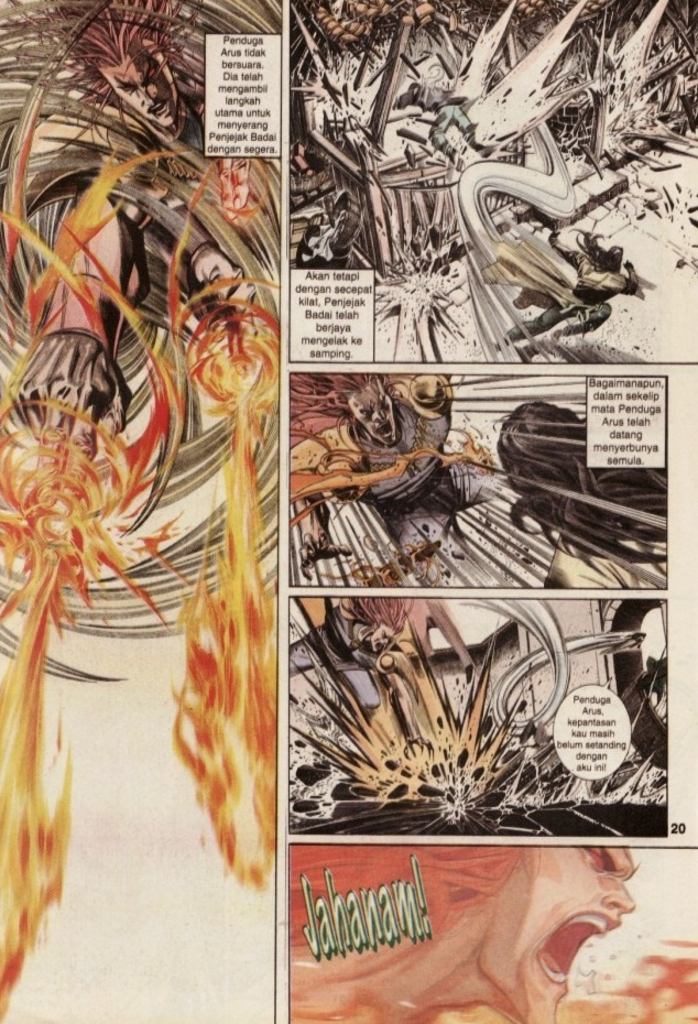 Penduga
Arus tidak
bersuara.
Dia telah
mengambil
langkah
utama untuk
menyerang
Penjejak Badai
dengan segera.
Akan tetapi
dengan secepat
kilat, Penjejak
Badai telah
berjaya
mengelak ke
samping.
Bagaimanapun,
dalam sekelip
mata Penduga
Arus telah
datang
menyerbunya
semula.
Penduga
Arus,
kepantasan
kau masih
belum setanding
dengan
aku ini!
20
Jahanam!